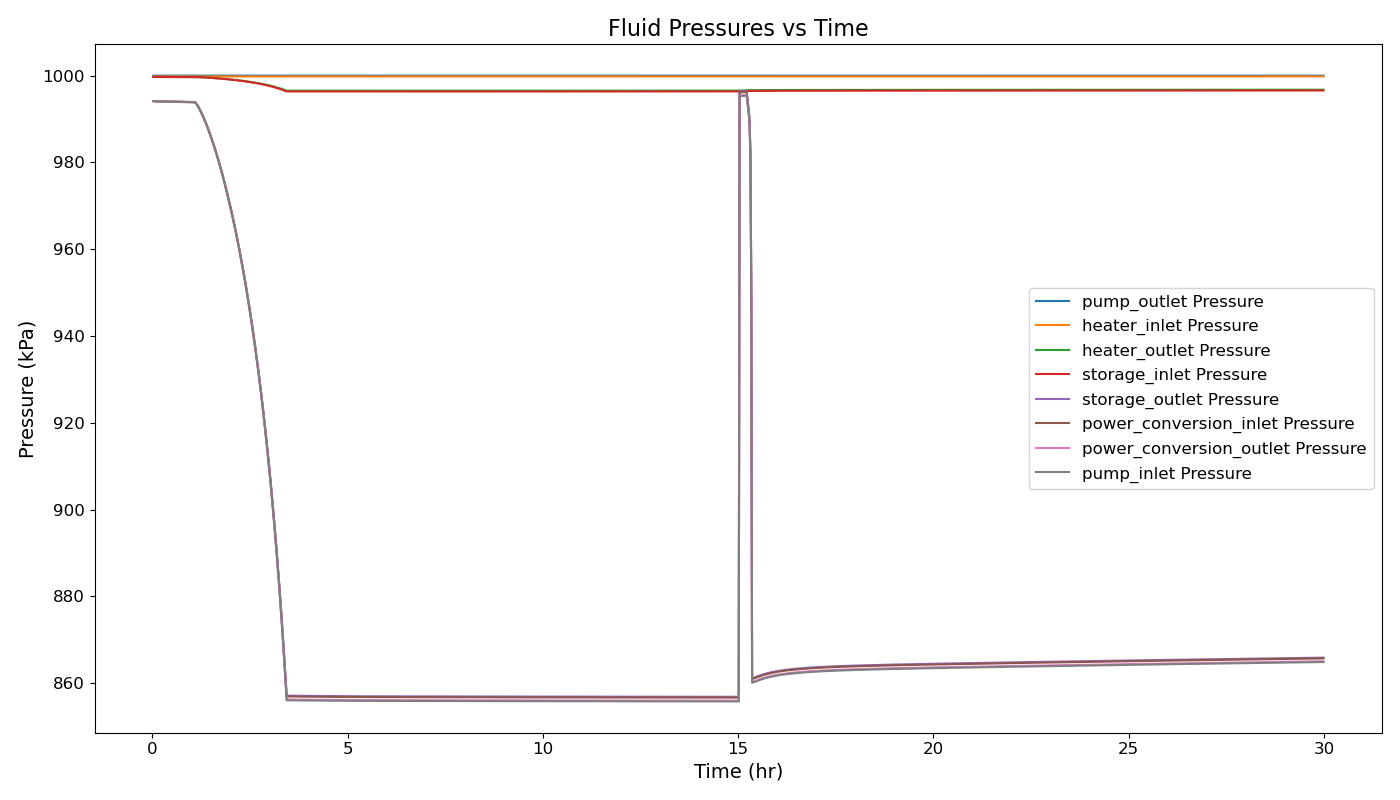 Fluid Pressures vs Time
Pressure (kPa)
1000
980
960
940
920
900
880
860
pump_outlet Pressure
heater_inlet Pressure
heater_outlet Pressure
storage_inlet Pressure
storage_outlet Pressure
power_conversion_inlet Pressure
power_conversion_outlet Pressure
pump_inlet Pressure
0 5 10 15 20 25 30
Time (hr)